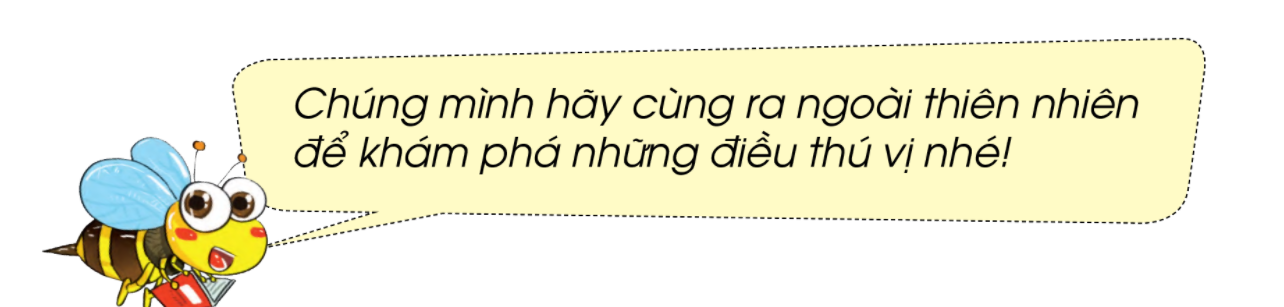 Chúng mình hãy cùng ra ngoài thiên nhiên
để khám phá những điều thú vị nhé!